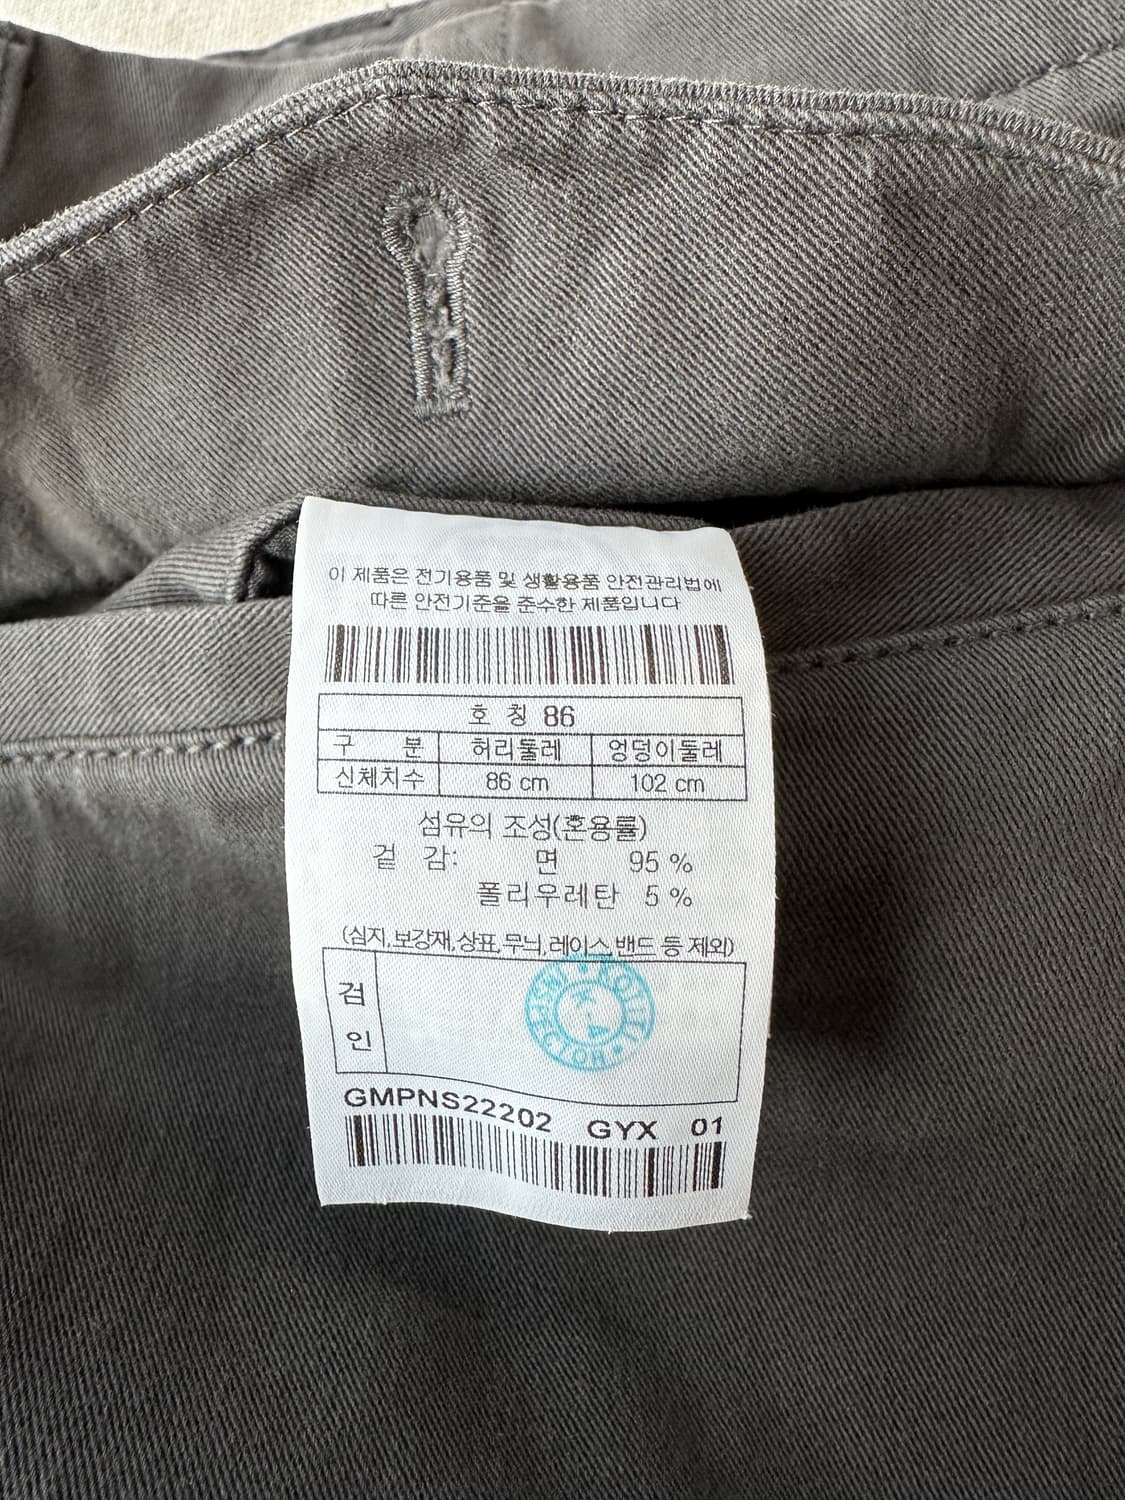 이 제품은 전기용품 및 생활용품 안전관리법에
따른 안전기준을 준수한 제품입니다
호 칭 86
구 분 허리둘레 엉덩이둘레
신체치수 86 cm 102 cm
섬유의 조성(혼용률)
겉 감: 면 95 %
폴리우레탄 5 %
(심지,보강재,상표,무늬,레이스,밴드 등 제외)
검
인
KOTITI
INSPECTOR
GMPNS22202 GYX 01